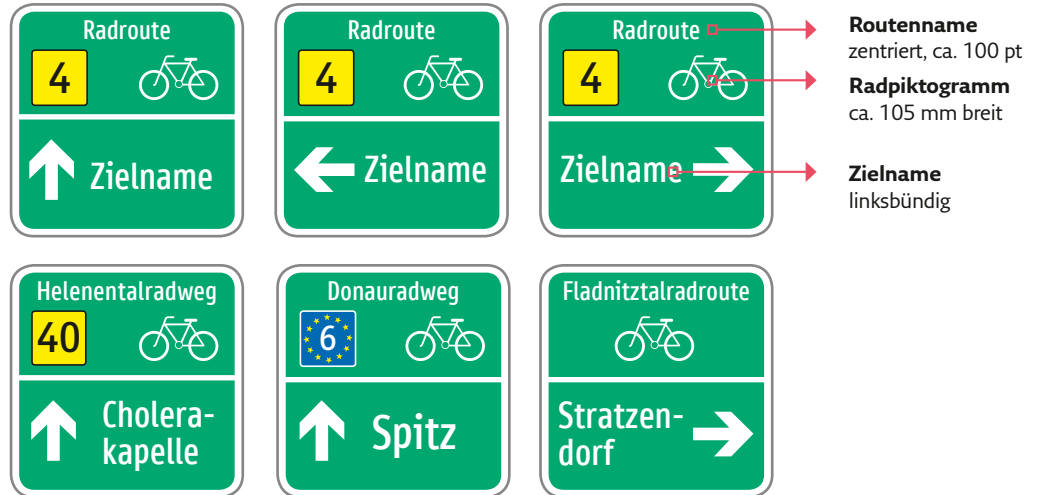 Radroute
4
Zielname
Radroute
4
Zielname
Radroute
4
Zielname
Routenname
zentriert, ca. 100 pt
Radpiktogramm
ca. 105 mm breit
Zielname
linksbündig
Helenentalradweg
40
Cholera-
kapelle
Donauradweg
6
Spitz
Fladnitztalradroute
Stratzen-
dorf